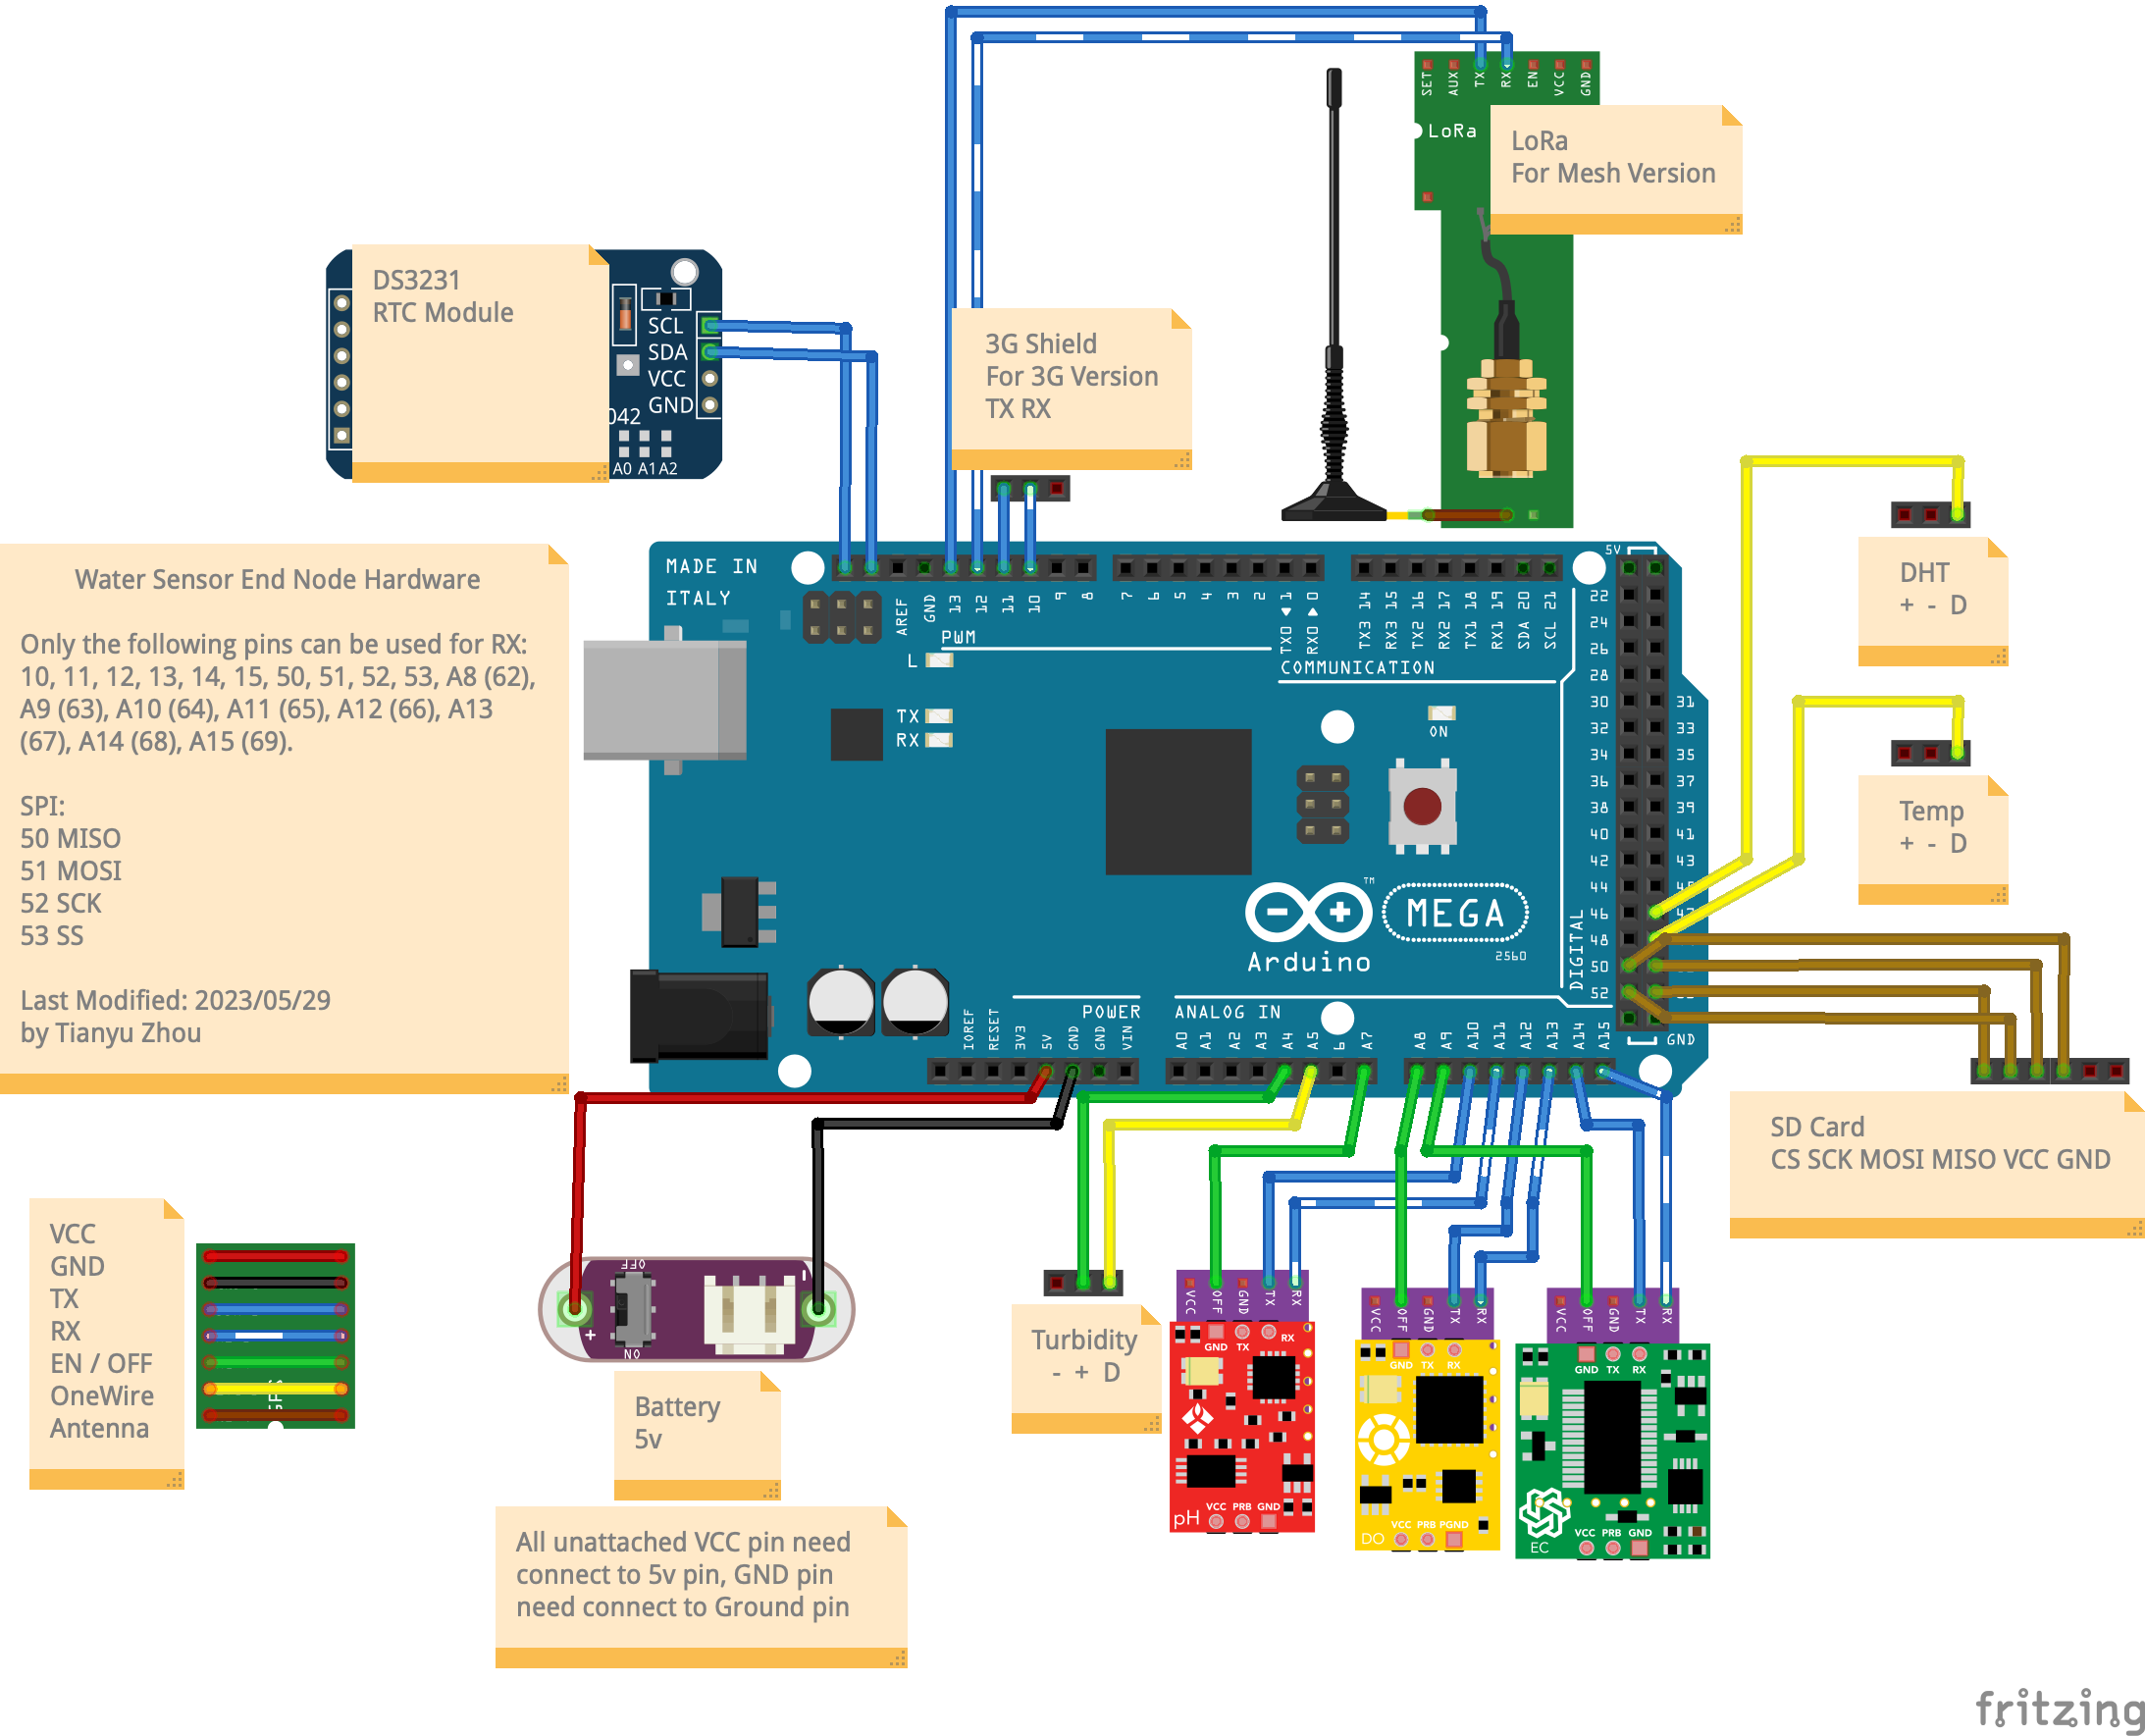 SET
AUX
TX
RX
EN
VCC
GND
LoRa
LoRa
For Mesh Version
DS3231
RTC Module
SCL
SDA
VCC
GND
042
A0 A1 A2
3G Shield
For 3G Version
TX RX
DHT
+ - D
Temp
+ - D
Water Sensor End Node Hardware
Only the following pins can be used for RX:
10, 11, 12, 13, 14, 15, 50, 51, 52, 53, A8 (62),
A9 (63), A10 (64), A11 (65), A12 (66), A13
(67), A14 (68), A15 (69).
SPI:
50 MISO
51 MOSI
52 SCK
53 SS
Last Modified: 2023/05/29
by Tianyu Zhou
MADE IN
ITALY
AREF
GND
13
12
11
10
9
8
7
6
5
4
3
2
TX0 1
RX0 0
TX3 14
RX3 15
TX2 16
RX2 17
TX1 18
RX1 19
SDA 20
SCL 21
PWM
L
TX
RX
COMMUNICATION
ON
5V
22
24
26
28
30 31
32 33
34 35
36 37
38 39
40 41
42 43
44
46
48
50
52
GND
DIGITAL
MEGA
2560
TM
Arduino
POWER
ANALOG IN
IOREF
RESET
3V3
5V
GND
GND
VIN
A0
A1
A2
A3
A4
A5
6
A7
A8
A9
A10
A11
A12
A13
A14
A15
SD Card
CS SCK MOSI MISO VCC GND
VCC
GND
TX
RX
EN / OFF
OneWire
Antenna
OFF
+
-
ON
Battery
5v
All unattached VCC pin need
connect to 5v pin, GND pin
need connect to Ground pin
Turbidity
- + D
VCC
OFF
GND
TX
RX
GND TX RX
VCC PRB GND
pH
VCC
OFF
GND
TX
RX
GND TX RX
VCC PRB PGND
DO
VCC
OFF
GND
TX
RX
GND TX RX
VCC PRB GND
EC
fritzing